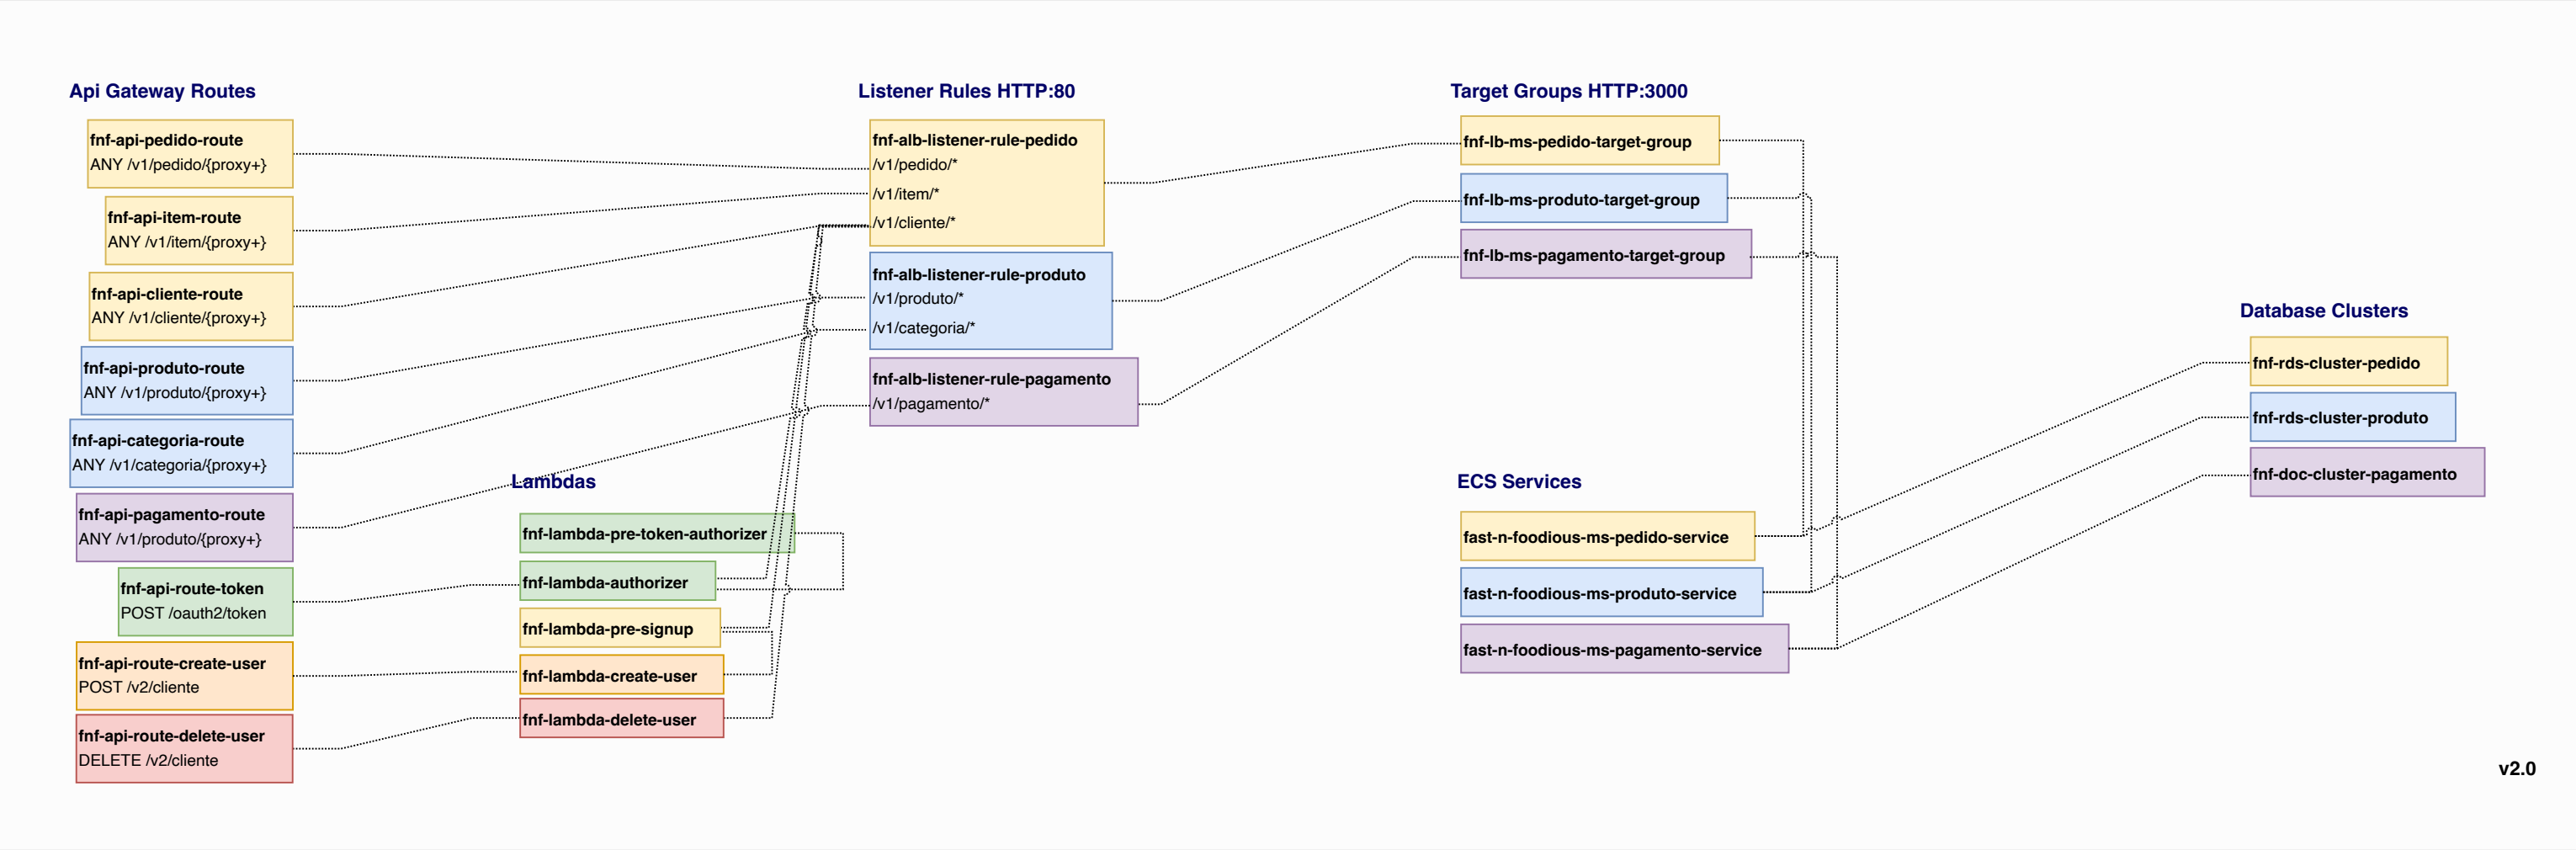 Api Gateway Routes
fnf-api-pedido-route
ANY /v1/pedido/{proxy+}
fnf-api-item-route
ANY /v1/item/{proxy+}
fnf-api-cliente-route
ANY /v1/cliente/{proxy+}
fnf-api-produto-route
ANY /v1/produto/{proxy+}
fnf-api-categoria-route
ANY /v1/categoria/{proxy+}
fnf-api-pagamento-route
ANY /v1/produto/{proxy+}
fnf-api-route-token
POST /oauth2/token
fnf-api-route-create-user
POST /v2/cliente
fnf-api-route-delete-user
DELETE /v2/cliente
Lambdas
fnf-lambda-pre-token-authorizer
fnf-lambda-authorizer
fnf-lambda-pre-signup
fnf-lambda-create-user
fnf-lambda-delete-user
Listener Rules HTTP:80
fnf-alb-listener-rule-pedido
/v1/pedido/*
/v1/item/*
/v1/cliente/*
fnf-alb-listener-rule-produto
/v1/produto/*
/v1/categoria/*
fnf-alb-listener-rule-pagamento
/v1/pagamento/*
Target Groups HTTP:3000
fnf-lb-ms-pedido-target-group
fnf-lb-ms-produto-target-group
fnf-lb-ms-pagamento-target-group
ECS Services
fast-n-foodious-ms-pedido-service
fast-n-foodious-ms-produto-service
fast-n-foodious-ms-pagamento-service
Database Clusters
fnf-rds-cluster-pedido
fnf-rds-cluster-produto
fnf-doc-cluster-pagamento
v2.0